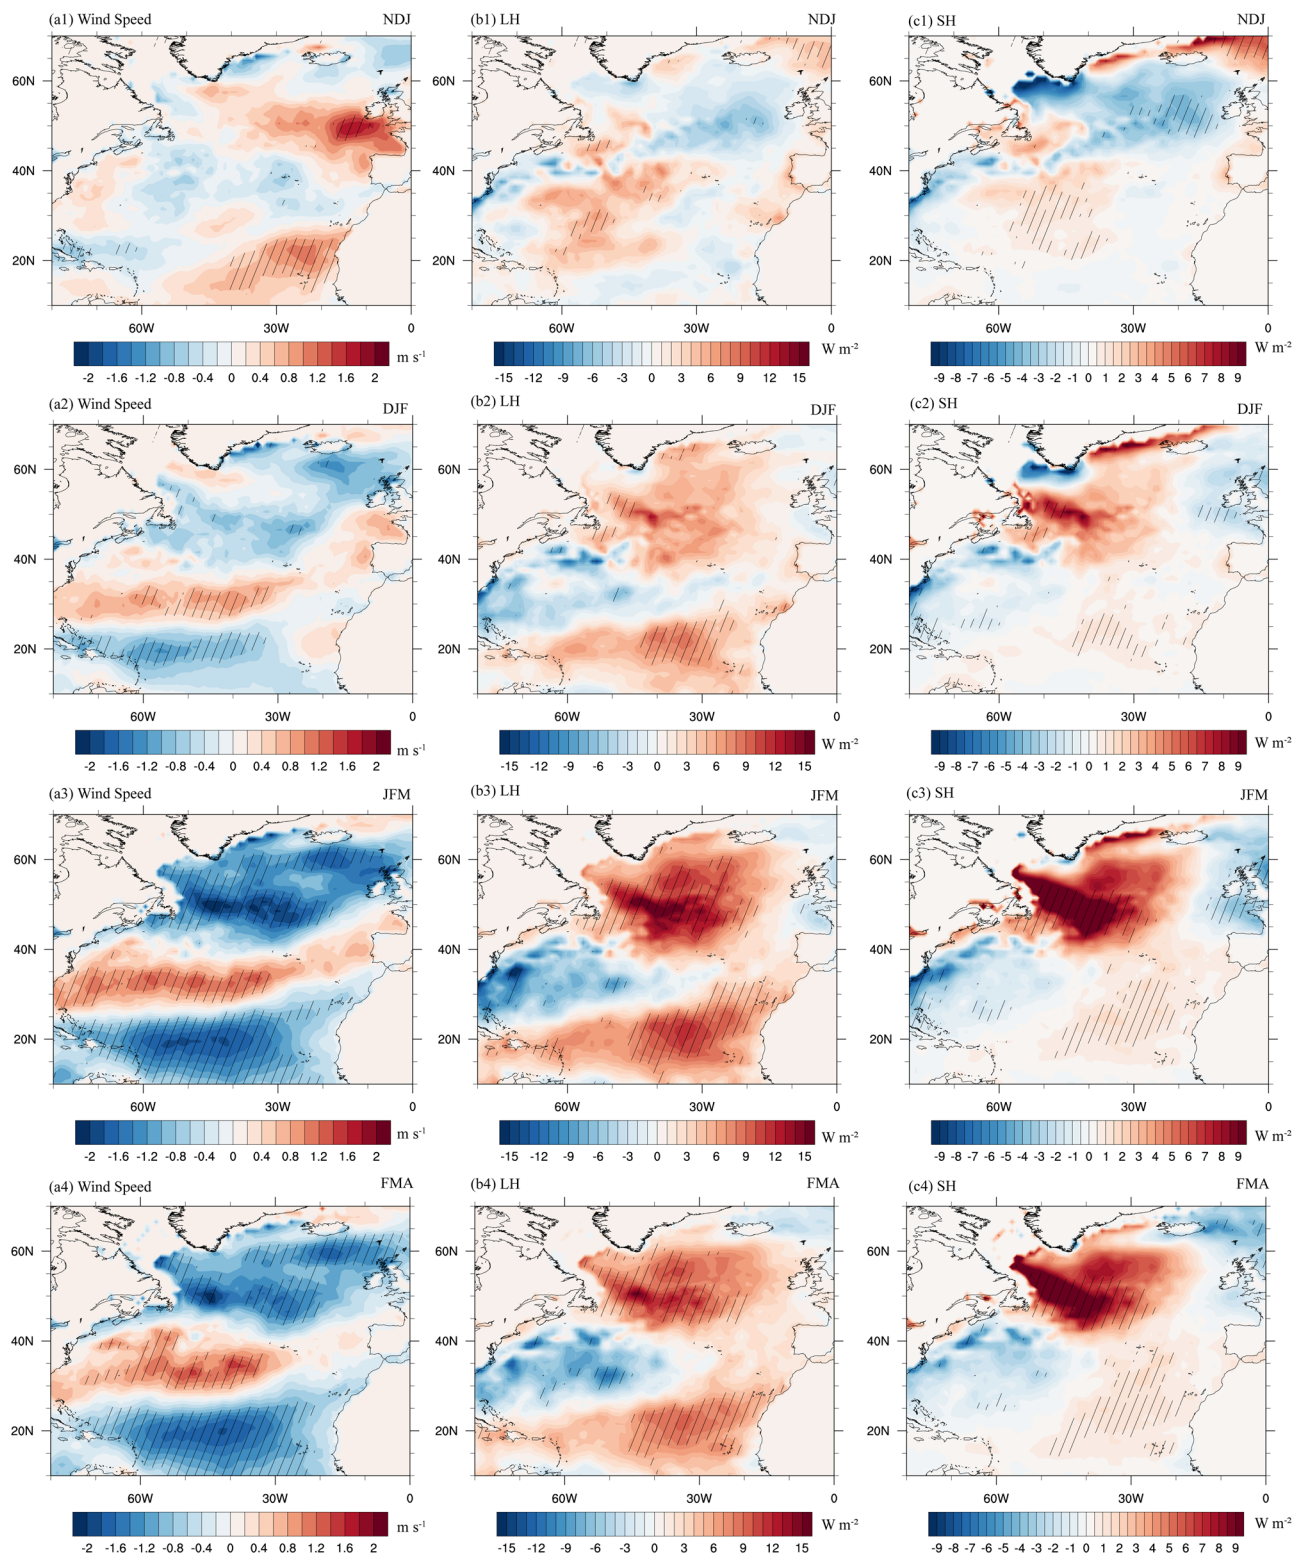 (a1) Wind Speed NDJ (b1) LH NDJ (c1) SH NDJ
60N 60N 60N
40N 40N 40N
20N 20N 20N
60W 30W 0 60W 30W 0 60W 30W 0
m s-1 W m-2 W m-2
-2 -1.6 -1.2 -0.8 -0.4 0 0.4 0.8 1.2 1.6 2 -15 -12 -9 -6 -3 0 3 6 9 12 15 -9 -8 -7 -6 -5 -4 -3 -2 -1 0 1 2 3 4 5 6 7 8 9
(a2) Wind Speed DJF (b2) LH DJF (c2) SH DJF
60N 60N 60N
40N 40N 40N
20N 20N 20N
60W 30W 0 60W 30W 0 60W 30W 0
m s-1 W m-2 W m-2
-2 -1.6 -1.2 -0.8 -0.4 0 0.4 0.8 1.2 1.6 2 -15 -12 -9 -6 -3 0 3 6 9 12 15 -9 -8 -7 -6 -5 -4 -3 -2 -1 0 1 2 3 4 5 6 7 8 9
(a3) Wind Speed JFM (b3) LH JFM (c3) SH JFM
60N 60N 60N
40N 40N 40N
20N 20N 20N
60W 30W 0 60W 30W 0 60W 30W 0
m s-1 W m-2 W m-2
-2 -1.6 -1.2 -0.8 -0.4 0 0.4 0.8 1.2 1.6 2 -15 -12 -9 -6 -3 0 3 6 9 12 15 -9 -8 -7 -6 -5 -4 -3 -2 -1 0 1 2 3 4 5 6 7 8 9
(a4) Wind Speed FMA (b4) LH FMA (c4) SH FMA
60N 60N 60N
40N 40N 40N
20N 20N 20N
60W 30W 0 60W 30W 0 60W 30W 0
m s-1 W m-2 W m-2
-2 -1.6 -1.2 -0.8 -0.4 0 0.4 0.8 1.2 1.6 2 -15 -12 -9 -6 -3 0 3 6 9 12 15 -9 -8 -7 -6 -5 -4 -3 -2 -1 0 1 2 3 4 5 6 7 8 9